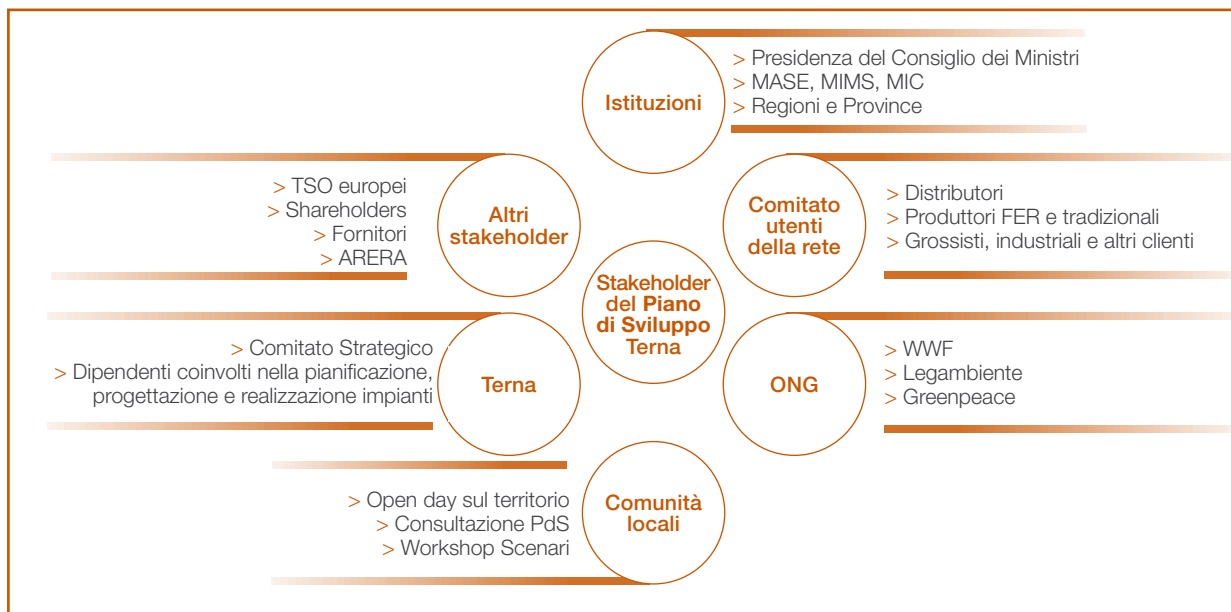 Istituzioni
> Presidenza del Consiglio dei Ministri
> MASE, MIMS, MIC
> Regioni e Province
> TSO europei
> Shareholders
> Fornitori
> ARERA
Altri
stakeholder
Comitato
utenti
della rete
> Distributori
> Produttori FER e tradizionali
> Grossisti, industriali e altri clienti
Stakeholder
del Piano
di Sviluppo
Terna
> Comitato Strategico
> Dipendenti coinvolti nella pianificazione,
progettazione e realizzazione impianti
Terna
ONG
> WWF
> Legambiente
> Greenpeace
> Open day sul territorio
> Consultazione PdS
> Workshop Scenari
Comunità
locali